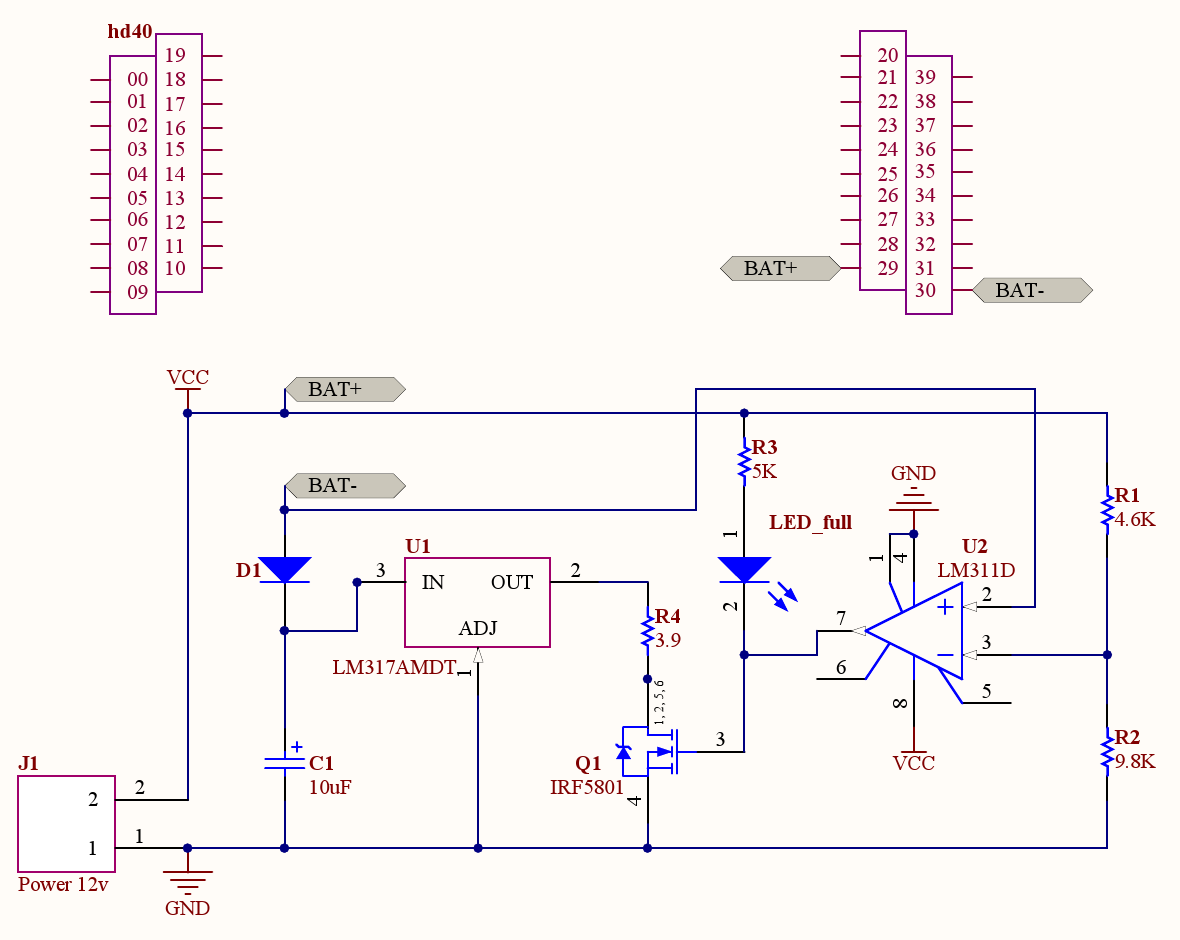 hd40
19
00 18
01 17
02 16
03 15
04 14
05 13
06 12
07 11
08 10
09
20
21 39
22 38
23 37
24 36
25 35
26 34
27 33
28 32
BAT+ 29 31
30 BAT-
VCC
BAT+
BAT-
D1
C1
10uF
J1
2 2
1 1
Power 12v
GND
U1
3 IN OUT 2
ADJ
LM317AMDT
1
R4
3.9
1, 2, 5, 6
Q1
IRF5801
3
4
R3
5K
1
LED_full
2
GND
1 4
U2
LM311D
+ 2
- 3
7
6
5
8
VCC
R1
4.6K
R2
9.8K